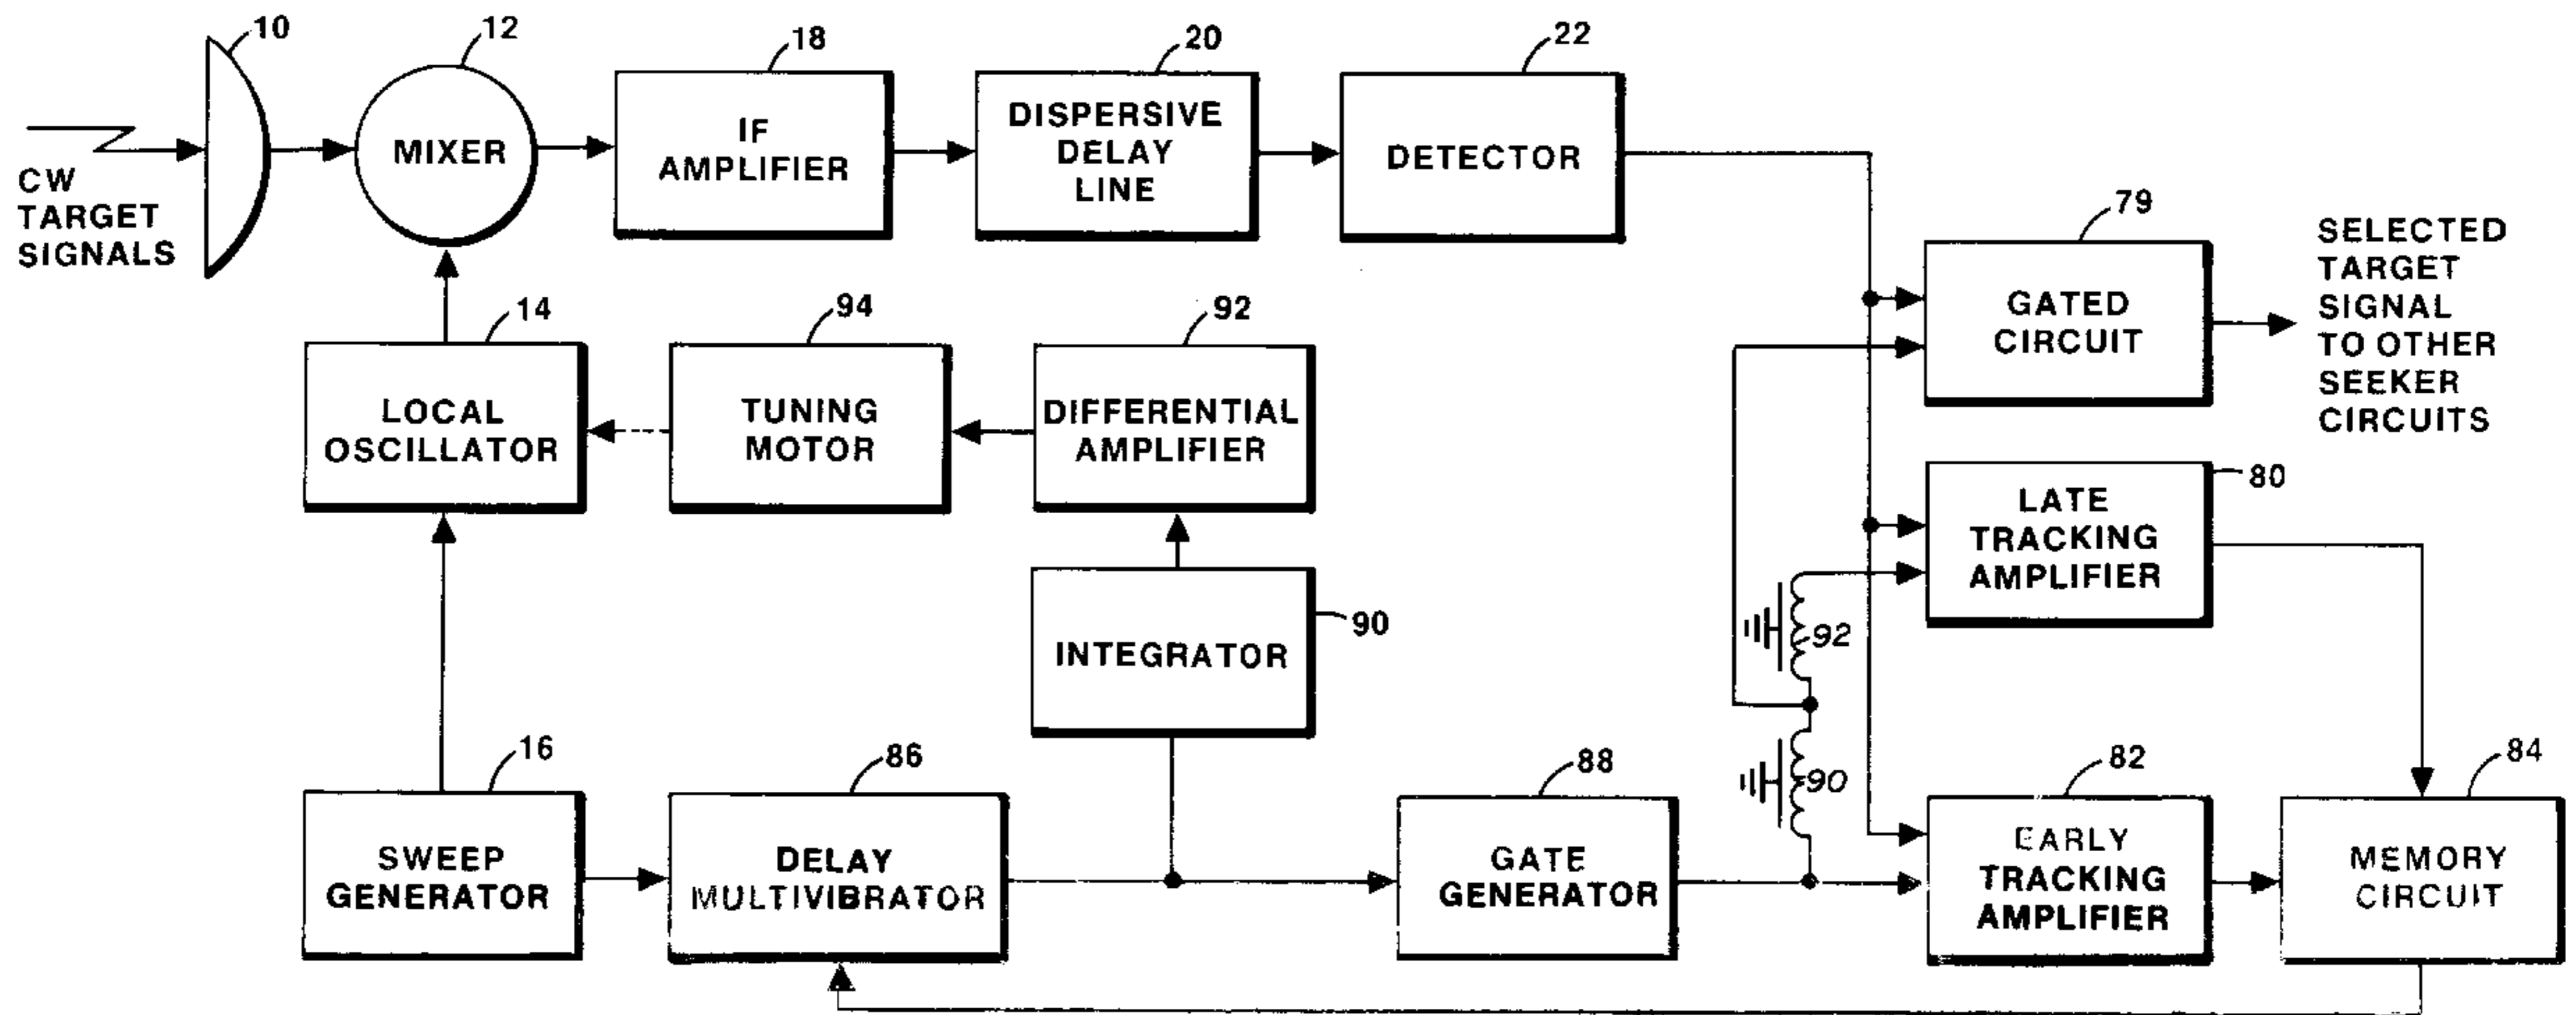 10
12
18
20
22
CW
TARGET
SIGNALS
MIXER
IF
AMPLIFIER
DISPERSIVE
DELAY
LINE
DETECTOR
14
94
92
79
LOCAL
OSCILLATOR
TUNING
MOTOR
DIFFERENTIAL
AMPLIFIER
GATED
CIRCUIT
SELECTED
TARGET
SIGNAL
TO OTHER
SEEKER
CIRCUITS
80
LATE
TRACKING
AMPLIFIER
90
INTEGRATOR
92
90
16
86
88
82
84
SWEEP
GENERATOR
DELAY
MULTIVIBRATOR
GATE
GENERATOR
EARLY
TRACKING
AMPLIFIER
MEMORY
CIRCUIT